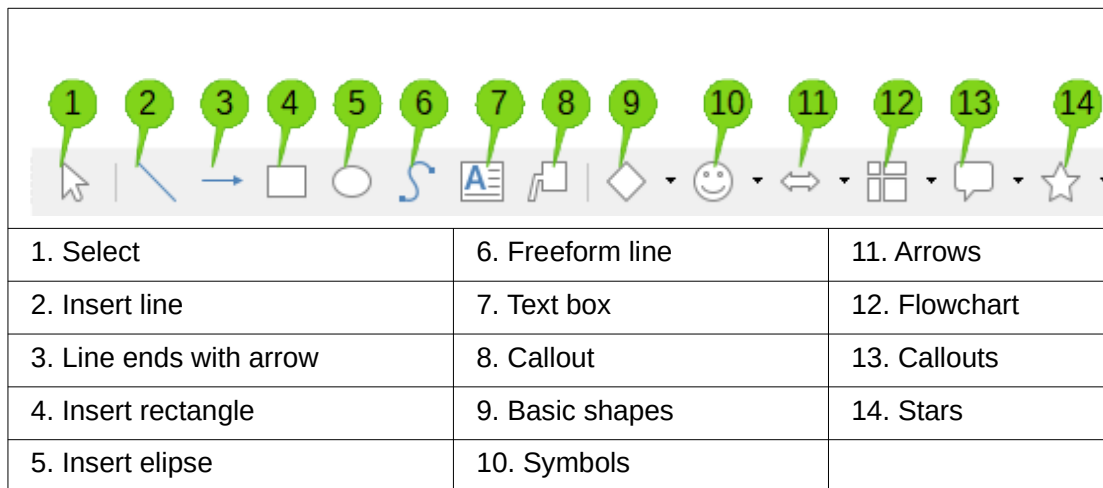 1 2 3 4 5 6 7 8 9 10 11 12 13 14
A
1. Select 6. Freeform line 11. Arrows
2. Insert line 7. Text box 12. Flowchart
3. Line ends with arrow 8. Callout 13. Callouts
4. Insert rectangle 9. Basic shapes 14. Stars
5. Insert elipse 10. Symbols